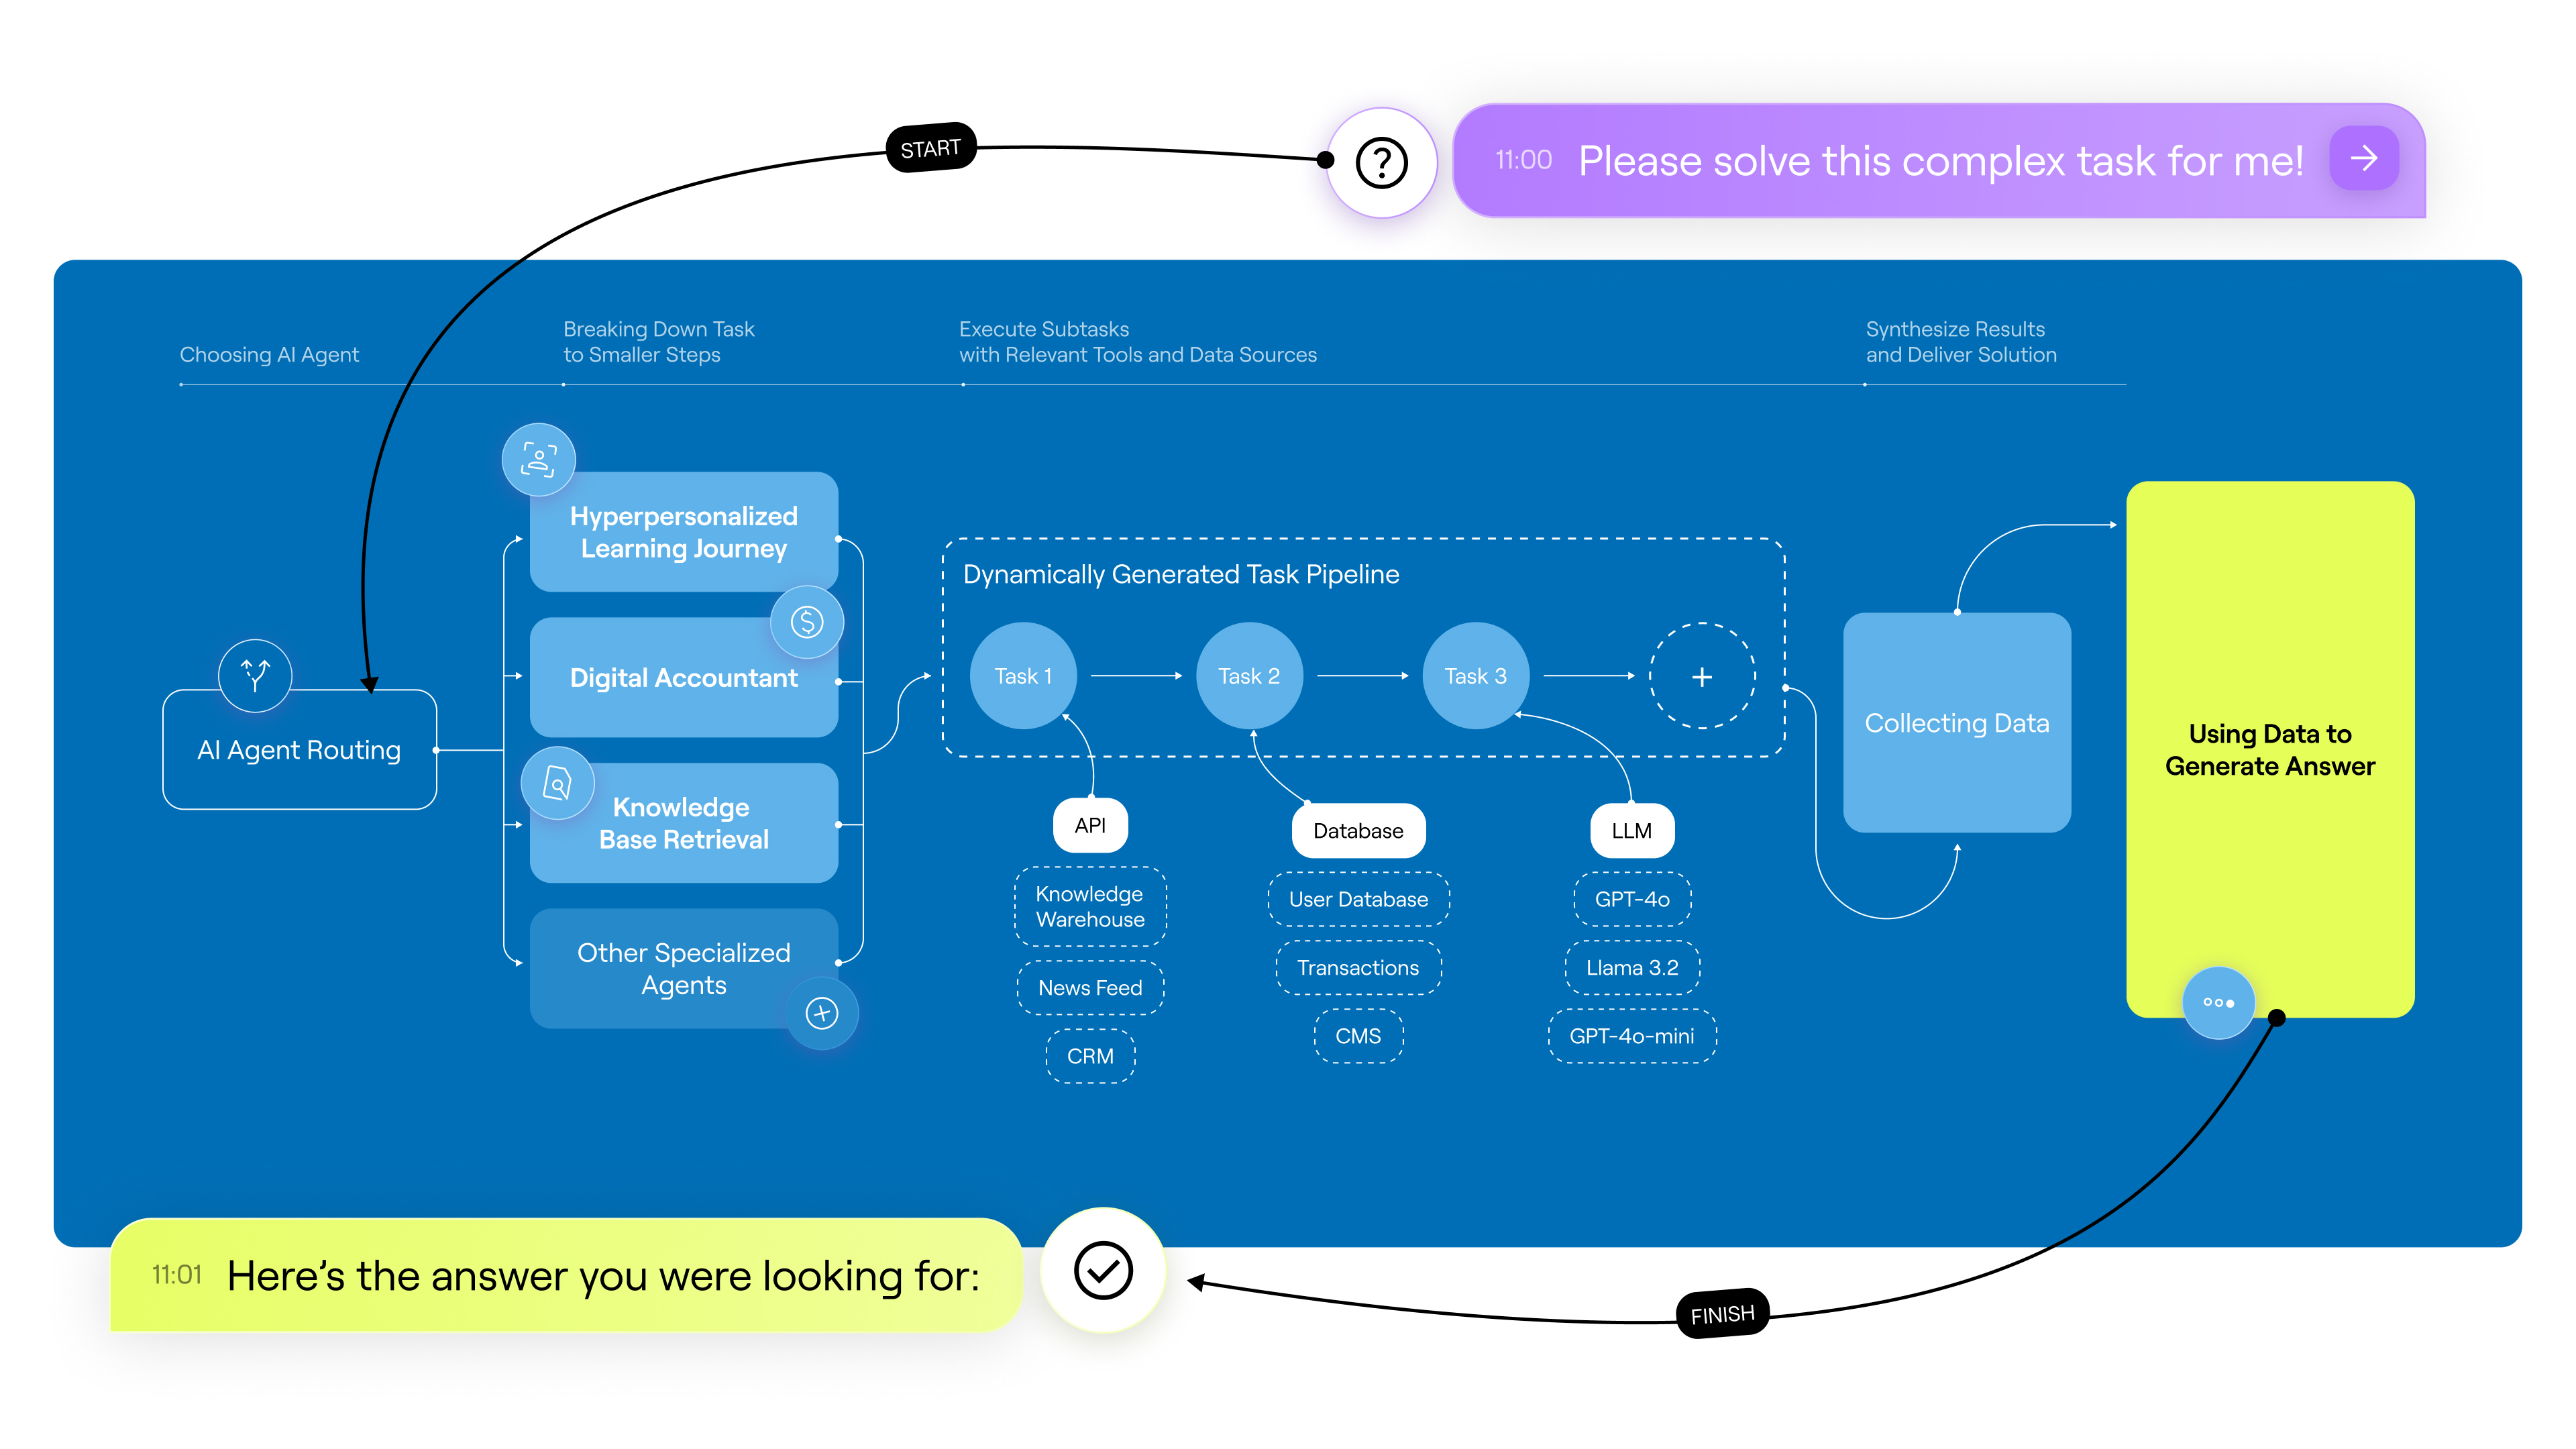 START
11:00 Please solve this complex task for me!
Choosing AI Agent
Breaking Down Task
to Smaller Steps
Execute Subtasks
with Relevant Tools and Data Sources
Synthesize Results
and Deliver Solution
AI Agent Routing
Hyperpersonalized
Learning Journey
Digital Accountant
Knowledge
Base Retrieval
Other Specialized
Agents
Dynamically Generated Task Pipeline
Task 1
Task 2
Task 3
API
Knowledge
Warehouse
News Feed
CRM
Database
User Database
Transactions
CMS
LLM
GPT-4o
Llama 3.2
GPT-4o-mini
Collecting Data
Using Data to
Generate Answer
11:01 Here’s the answer you were looking for:
FINISH